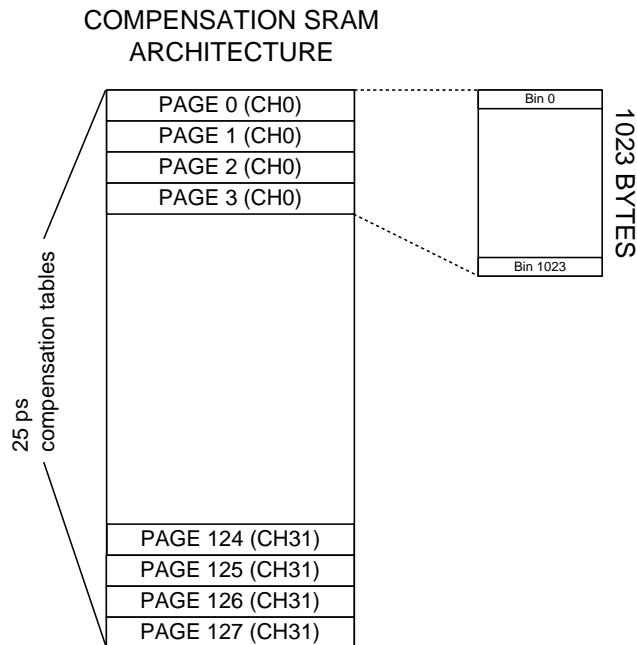 COMPENSATION SRAM
ARCHITECTURE
PAGE 0 (CH0)
PAGE 1 (CH0)
PAGE 2 (CH0)
PAGE 3 (CH0)
Bin 0
Bin 1023
1023 BYTES
25 ps
compensation tables
PAGE 124 (CH31)
PAGE 125 (CH31)
PAGE 126 (CH31)
PAGE 127 (CH31)